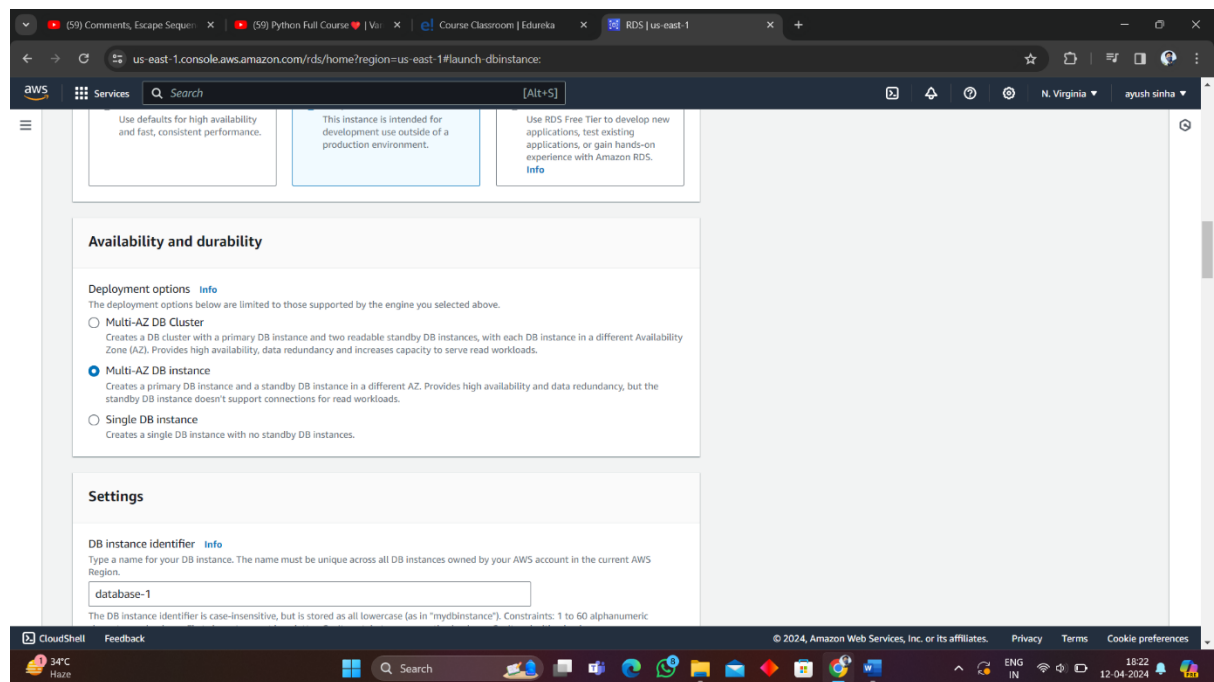 (59) Comments, Escape Sequen
(59) Python Full Course❤️ | Var
Course Classroom | Edureka
RDS | us-east-1
us-east-1.console.aws.amazon.com/rds/home?region=us-east-1#launch-dbinstance:
aws
Services
Search
[Alt+S]
N. Virginia
ayush sinha
Use defaults for high availability
and fast, consistent performance.
This instance is intended for
development use outside of a
production environment.
Use RDS Free Tier to develop new
applications, test existing
applications, or gain hands-on
experience with Amazon RDS.
Info
Availability and durability
Deployment options Info
The deployment options below are limited to those supported by the engine you selected above.
Multi-AZ DB Cluster
Creates a DB cluster with a primary DB instance and two readable standby DB instances, with each DB instance in a different Availability
Zone (AZ). Provides high availability, data redundancy and increases capacity to serve read workloads.
Multi-AZ DB instance
Creates a primary DB instance and a standby DB instance in a different AZ. Provides high availability and data redundancy, but the
standby DB instance doesn't support connections for read workloads.
Single DB instance
Creates a single DB instance with no standby DB instances.
Settings
DB instance identifier Info
Type a name for your DB instance. The name must be unique across all DB instances owned by your AWS account in the current AWS
Region.
database-1
The DB instance identifier is case-insensitive, but is stored as all lowercase (as in "mydbinstance"). Constraints: 1 to 60 alphanumeric
CloudShell
Feedback
© 2024, Amazon Web Services, Inc. or its affiliates.
Privacy
Terms
Cookie preferences
34°C
Haze
Search
ENG
IN
18:22
12-04-2024